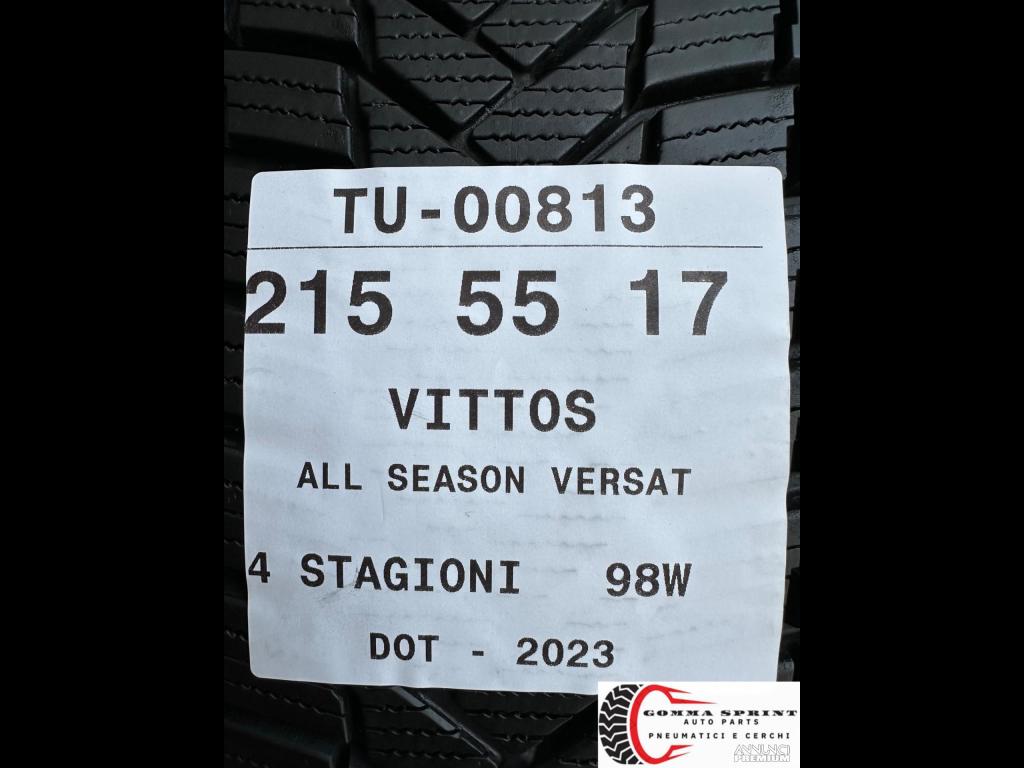 TU-00813
215 55 17
VITTOS
ALL SEASON VERSAT
4 STAGIONI 98W
DOT - 2023
GOMMA SPRINT
AUTO PARTS
PNEUMATICI E CERCHI
ANNUNCI
PREMIUM